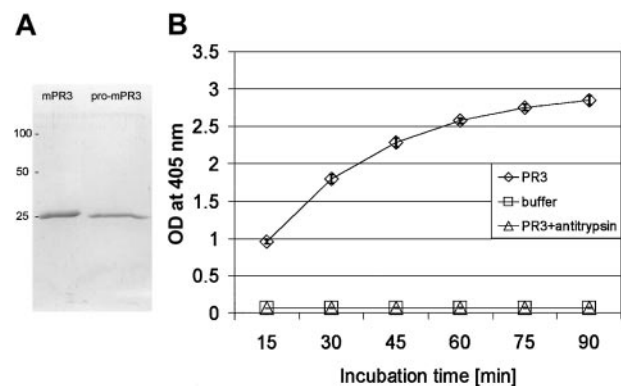 A
mPR3 pro-mPR3
100
50
25
B
OD at 405 nm
3.5
3
2.5
2
1.5
1
0.5
0
15 30 45 60 75 90
Incubation time [min]
PR3
buffer
PR3+antitrypsin